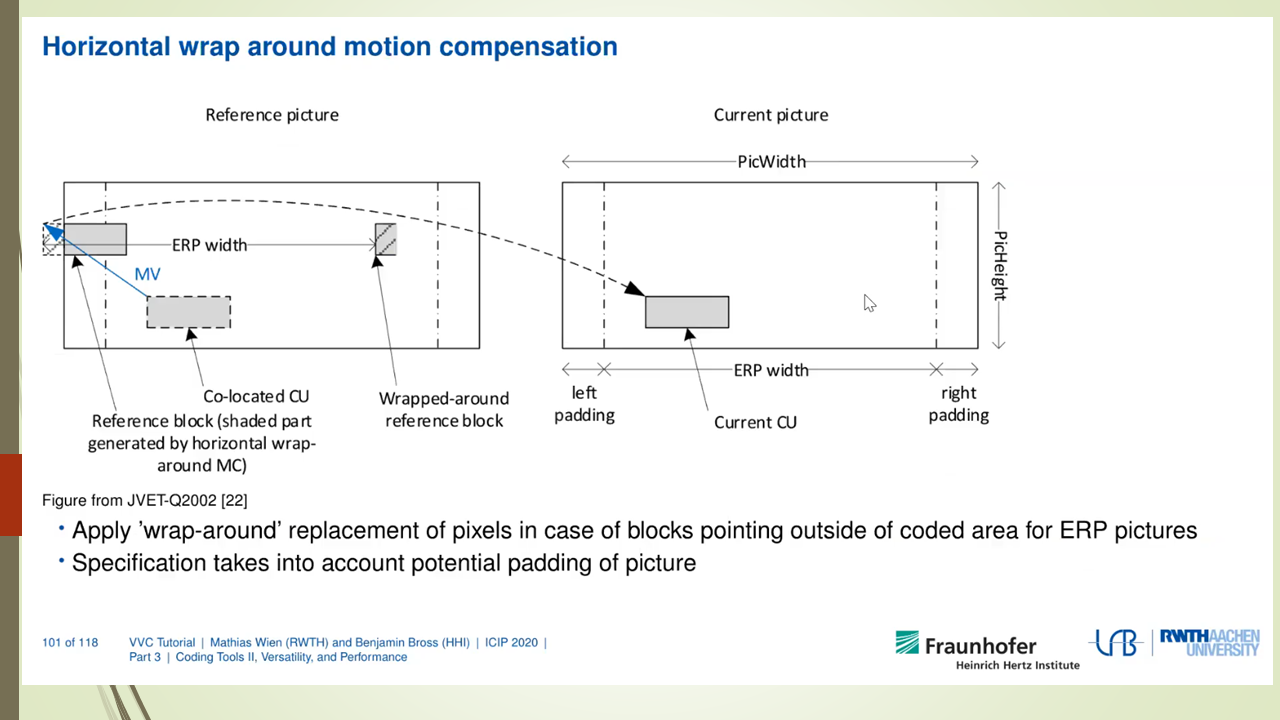 Horizontal wrap around motion compensation
Reference picture
Current picture
PicWidth
ERP width
MV
PicHeight
Co-located CU
Reference block (shaded part
generated by horizontal wrap-
around MC)
Wrapped-around
reference block
left
padding
ERP width
Current CU
right
padding
Figure from JVET-Q2002 [22]
• Apply ’wrap-around’ replacement of pixels in case of blocks pointing outside of coded area for ERP pictures
• Specification takes into account potential padding of picture
101 of 118
VVC Tutorial | Mathias Wien (RWTH) and Benjamin Bross (HHI) | ICIP 2020 |
Part 3 | Coding Tools II, Versatility, and Performance
Fraunhofer
Heinrich Hertz Institute
RWTH AACHEN
UNIVERSITY